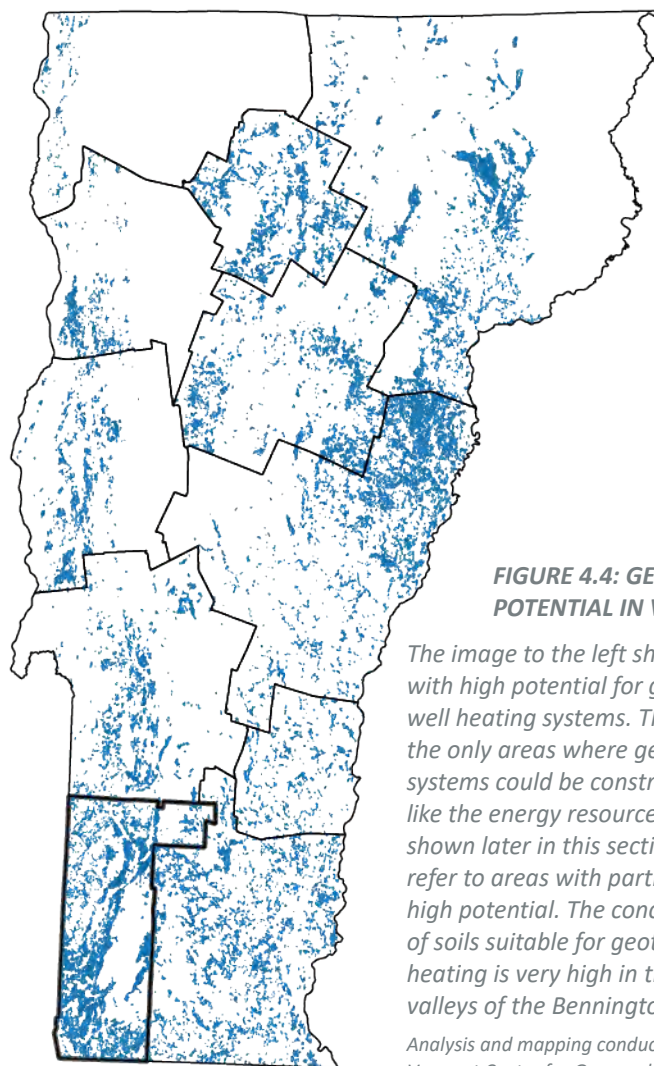 FIGURE 4.4: GE
POTENTIAL IN V
The image to the left sh
with high potential for g
well heating systems. Th
the only areas where ge
systems could be constr
like the energy resource
shown later in this secti
refer to areas with parti
high potential. The conc
of soils suitable for geot
heating is very high in t
valleys of the Benningto
Analysis and mapping conduc